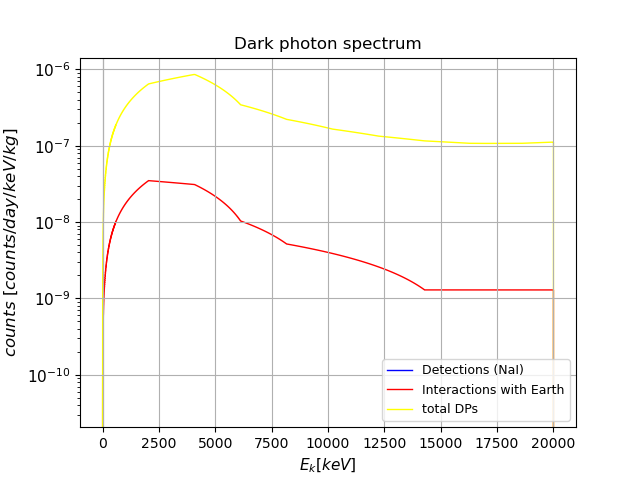 Dark photon spectrum
counts [counts/day/keV/kg]
10⁻⁶
10⁻⁷
10⁻⁸
10⁻⁹
10⁻¹⁰
Detections (NaI)
Interactions with Earth
total DPs
0 2500 5000 7500 10000 12500 15000 17500 20000
Eₖ[keV]